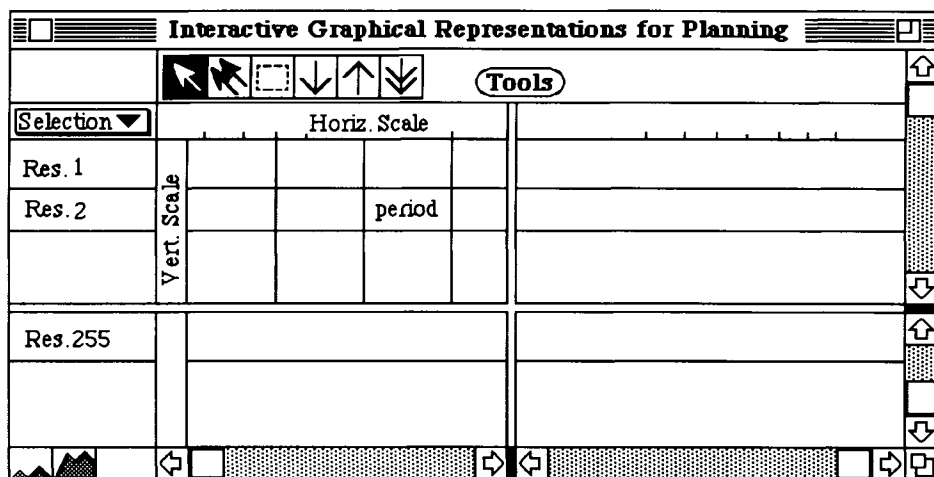 Interactive Graphical Representations for Planning
Tools
Selection
Horiz. Scale
Res. 1
Vert. Scale
Res. 2
period
Res. 255